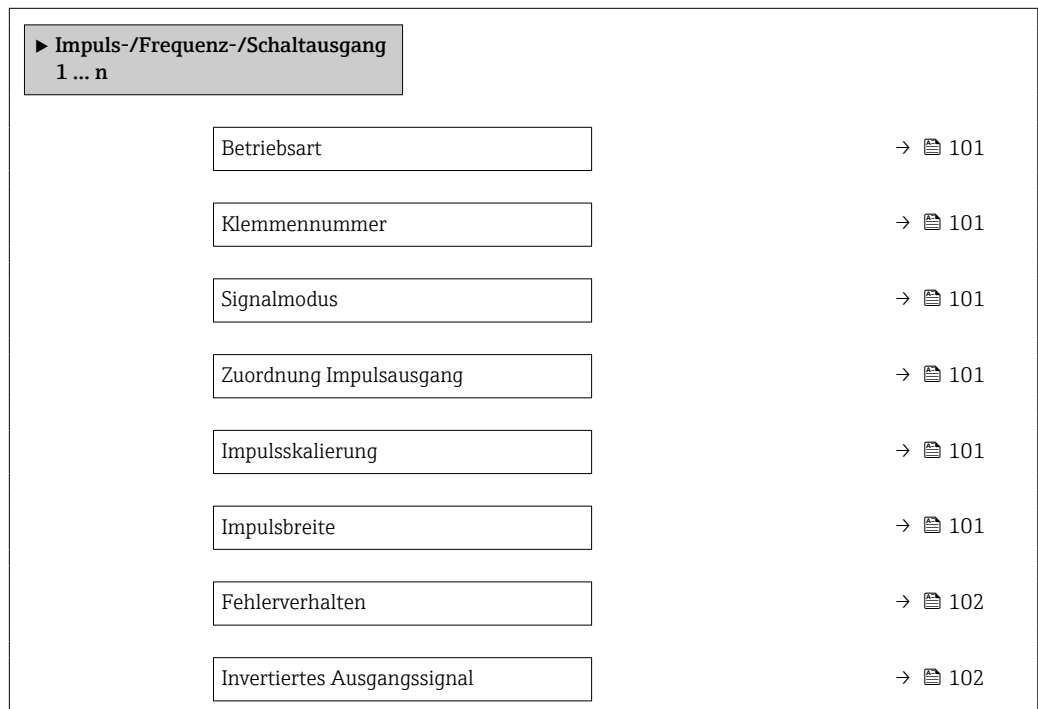 ► Impuls-/Frequenz-/Schaltausgang
1 ... n
Betriebsart → 101
Klemmennummer → 101
Signalmodus → 101
Zuordnung Impulsausgang → 101
Impulsskalierung → 101
Impulsbreite → 101
Fehlerverhalten → 102
Invertiertes Ausgangssignal → 102